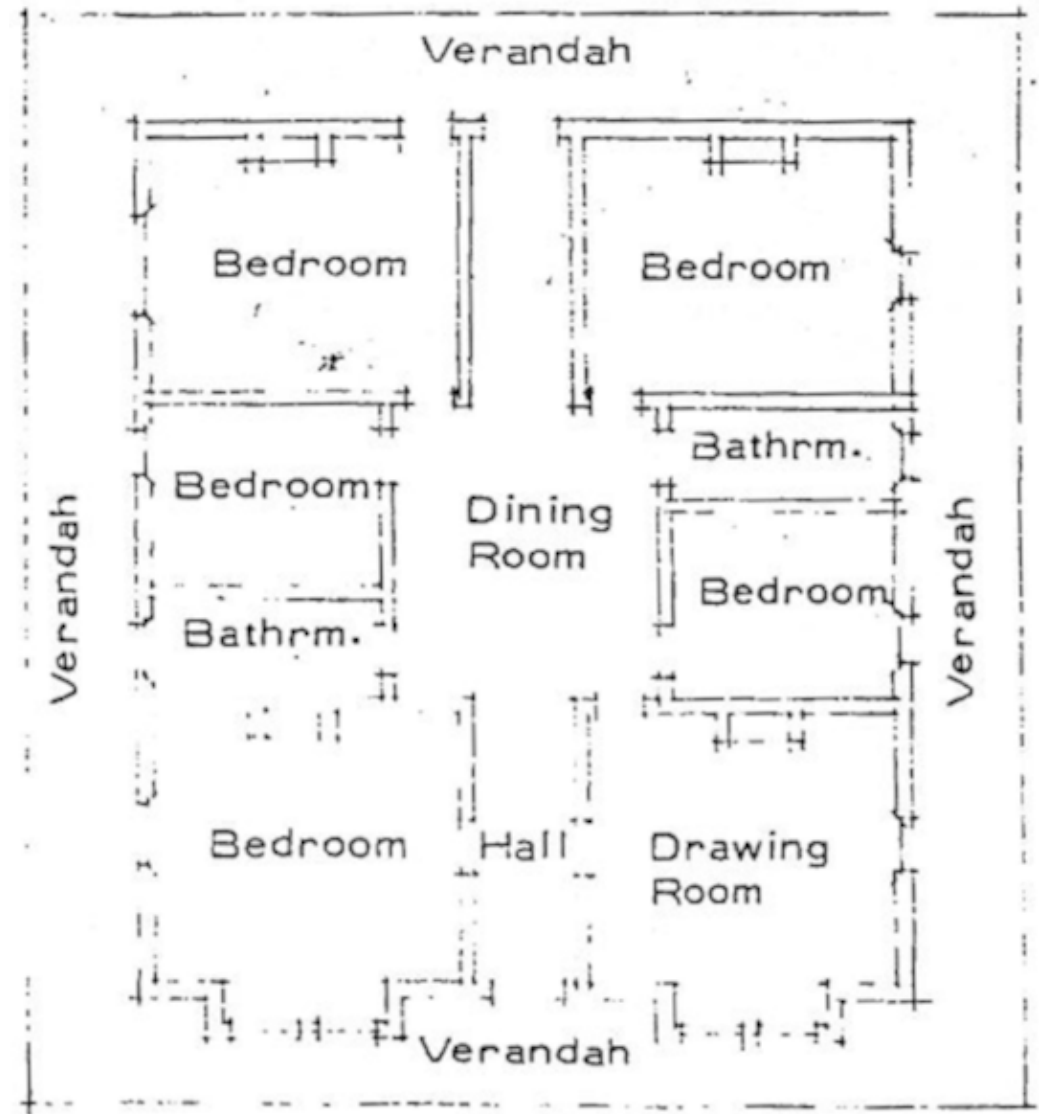 Verandah
Bedroom
Bedroom
Bedroom
Bathrm.
Dining
Room
Verandah
Verandah
Bedroom
Bathrm.
Bedroom
Hall
Drawing
Room
Verandah